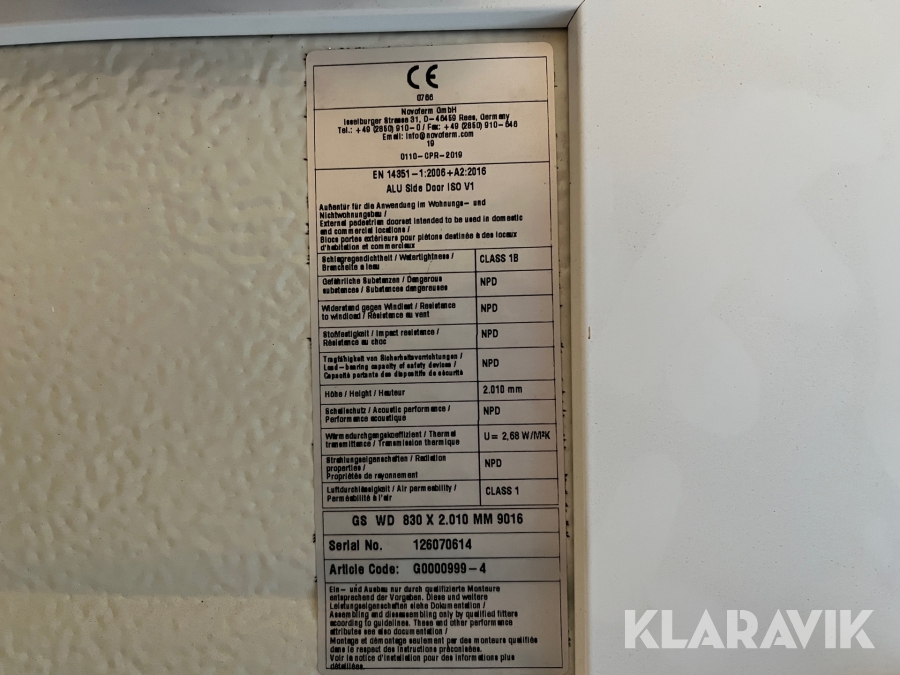 CE
0766
Novoferm GmbH
Isselburger Strasse 31, D-46459 Rees, Germany
Tel.: +49 (2850) 910-0 / Fax: +49 (2850) 910-646
Email: info@novoferm.com
19
0110-CPR-2019
EN 14351-1:2006+A2:2016
ALU Side Door ISO V1
Außentür für die Anwendung im Wohnungs- und
Nichtwohnungsbau /
External pedestrian doorset intended to be used in domestic
and commercial locations /
Blocs portes extérieurs pour piétons destinés à des locaux
d'habitation et commerciaux
Schlagregendichtheit / Watertightness /
Etancheite a leau
CLASS 1B
Gefährliche Substanzen / Dangerous
substances / Substances dangereuses
NPD
Widerstand gegen Windlast / Resistance
to windload / Résistance au vent
NPD
Stoßfestigkeit / Impact resistance /
Résistance au choc
NPD
Tragfähigkeit von Sicherheitsvorrichtungen /
Load-bearing capacity of safety devices /
Capacité portante des dispositifs de sécurité
NPD
Höhe / Height / Hauteur
2.010 mm
Schallschutz / Acoustic performance /
Performance acoustique
NPD
Wärmedurchgangskoeffizient / Thermal
transmittance / Transmission thermique
U= 2,68 W/M²K
Strahlungseigenschaften / Radiation
properties /
Propriétés de rayonnement
NPD
Luftdurchlässigkeit / Air permeability /
Perméabilité à l'air
CLASS 1
GS WD 830 X 2.010 MM 9016
Serial No. 126070614
Article Code: G0000999-4
Ein- und Ausbau nur durch qualifizierte Monteure
entsprechend der Vorgaben. Diese und weitere
Leistungseigenschaften siehe Dokumentation /
Assembling and disassembling only by qualified fitters
according to guidelines. These and other performance
attributes see also documentation /
Montage et démontage seulement par des monteurs qualifiés
dans le respect des instructions préconisées.
Voir la notice d'installation pour des informations plus
détaillées.
KLARAVIK